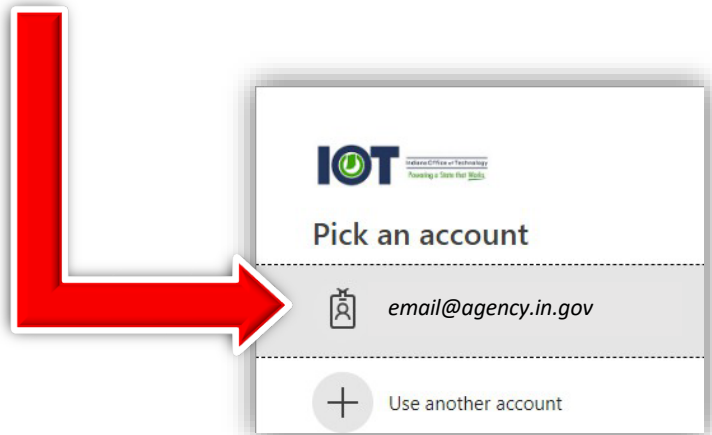 IOT
Indiana Office of Technology
Powering a State that Works.
Pick an account
email@agency.in.gov
Use another account